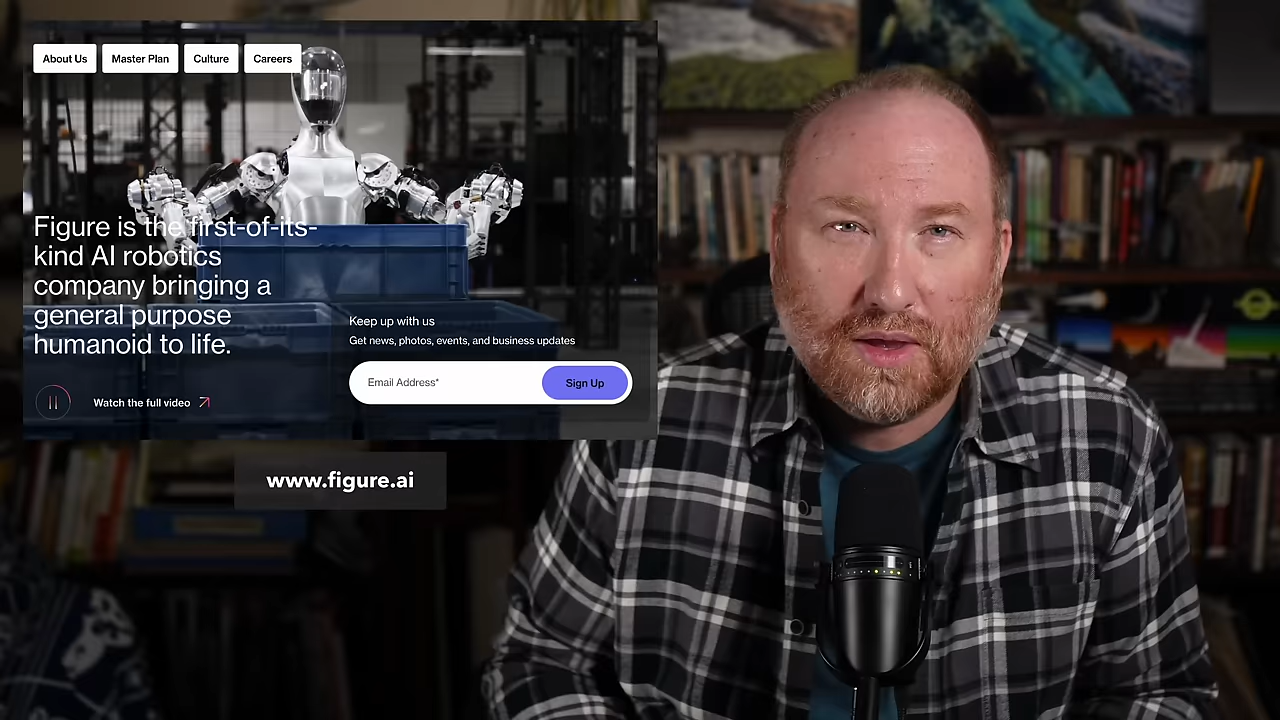 About Us
Master Plan
Culture
Careers
Figure is the first-of-its-
kind AI robotics
company bringing a
general purpose
humanoid to life.
Keep up with us
Get news, photos, events, and business updates
Email Address*
Sign Up
Watch the full video
www.figure.ai